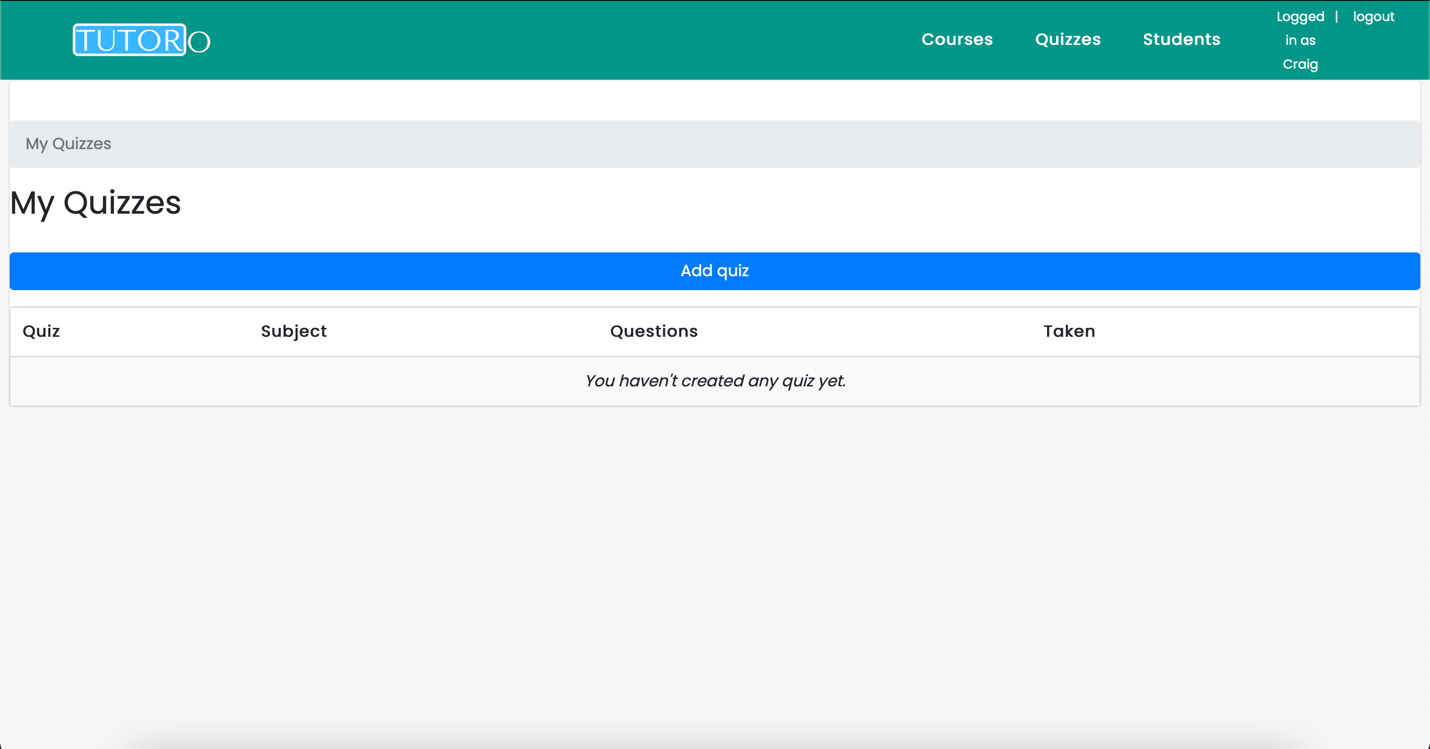 TUTORO
Courses Quizzes Students
Logged | logout
in as
Craig
My Quizzes
My Quizzes
Add quiz
Quiz Subject Questions Taken
You haven't created any quiz yet.